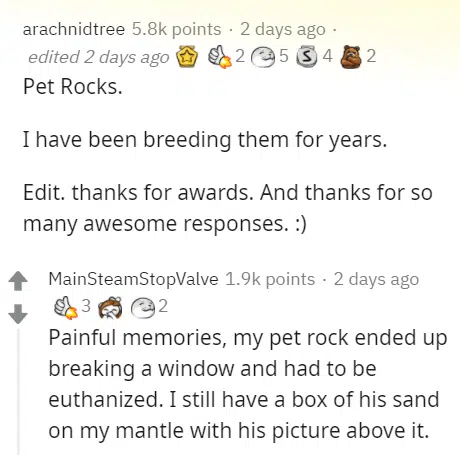 arachnidtree 5.8k points · 2 days ago ·
edited 2 days ago 2 5 S 4 2
Pet Rocks.
I have been breeding them for years.
Edit. thanks for awards. And thanks for so
many awesome responses. :)
MainSteamStopValve 1.9k points · 2 days ago
3 2
Painful memories, my pet rock ended up
breaking a window and had to be
euthanized. I still have a box of his sand
on my mantle with his picture above it.